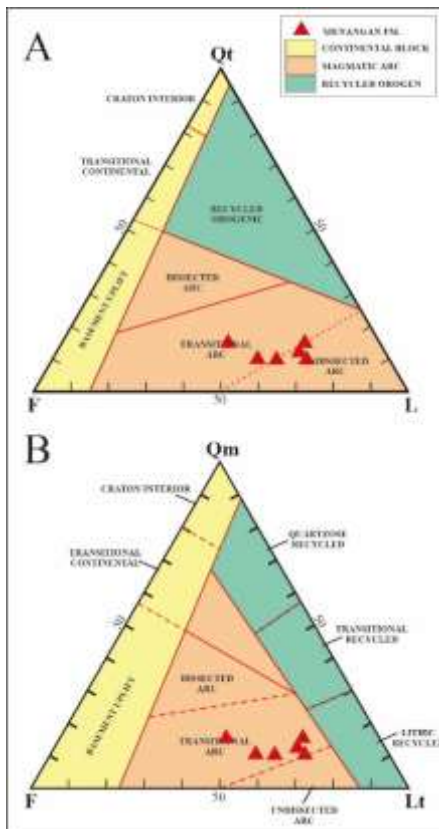 A
MENANGAN FM.
CONTINENTAL BLOCK
MAGMATIC ARC
RECYCLED OROGEN
Qt
CRATON INTERIOR
TRANSITIONAL
CONTINENTAL
50
50
RECYCLED
OROGENIC
DISSECTED
ARC
BASEMENT UPLIFT
TRANSITIONAL
ARC
UNDISSECTED
ARC
F
50
L
B
Qm
CRATON INTERIOR
QUARTZOSE
RECYCLED
TRANSITIONAL
CONTINENTAL
50
50
TRANSITIONAL
RECYCLED
DISSECTED
ARC
BASEMENT UPLIFT
TRANSITIONAL
ARC
LITHIC
RECYCLED
F
50
Lt
UNDISSECTED
ARC